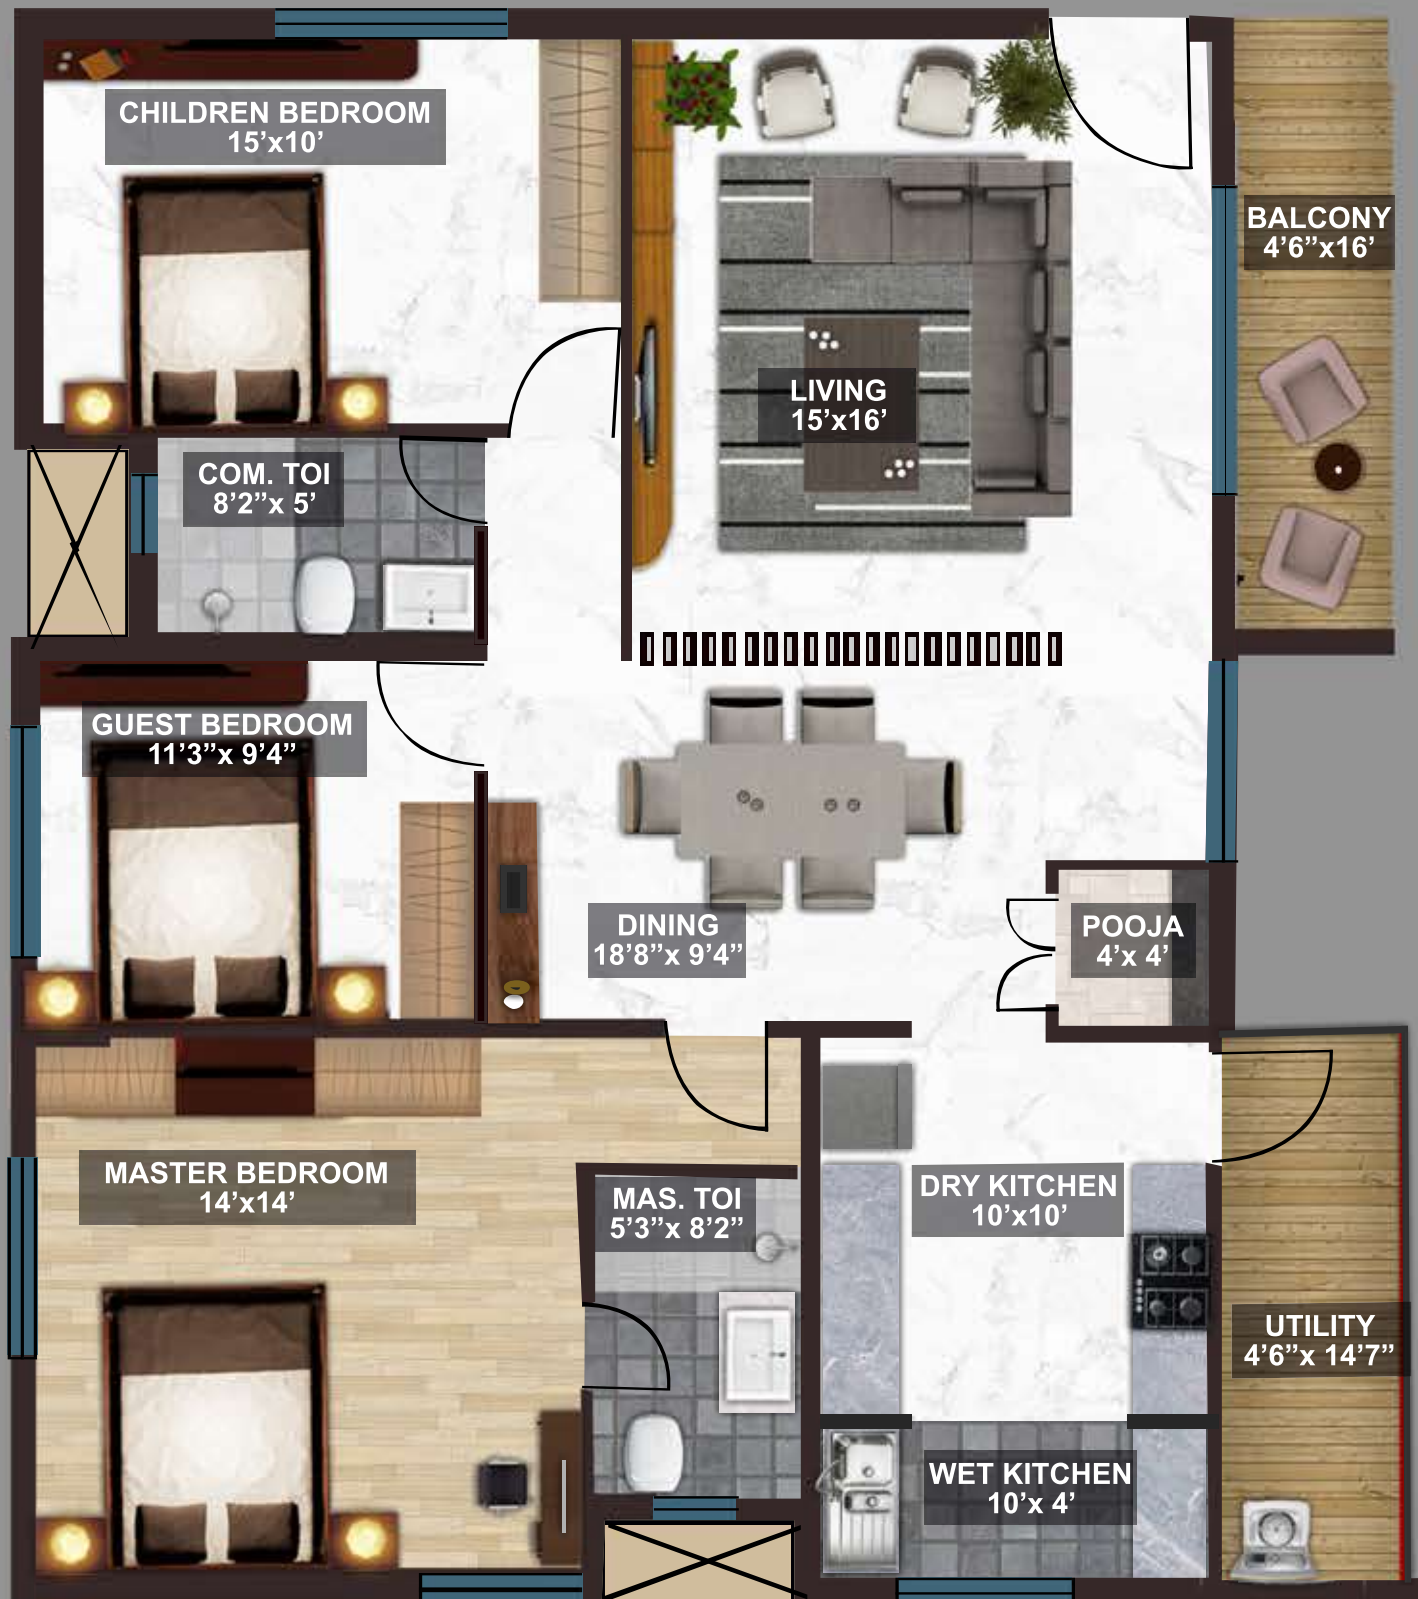 CHILDREN BEDROOM
15’x10’
BALCONY
4’6”x16’
LIVING
15’x16’
COM. TOI
8’2”x 5’
GUEST BEDROOM
11’3”x 9’4”
DINING
18’8”x 9’4”
POOJA
4’x 4’
MASTER BEDROOM
14’x14’
MAS. TOI
5’3”x 8’2”
DRY KITCHEN
10’x10’
UTILITY
4’6”x 14’7”
WET KITCHEN
10’x 4’